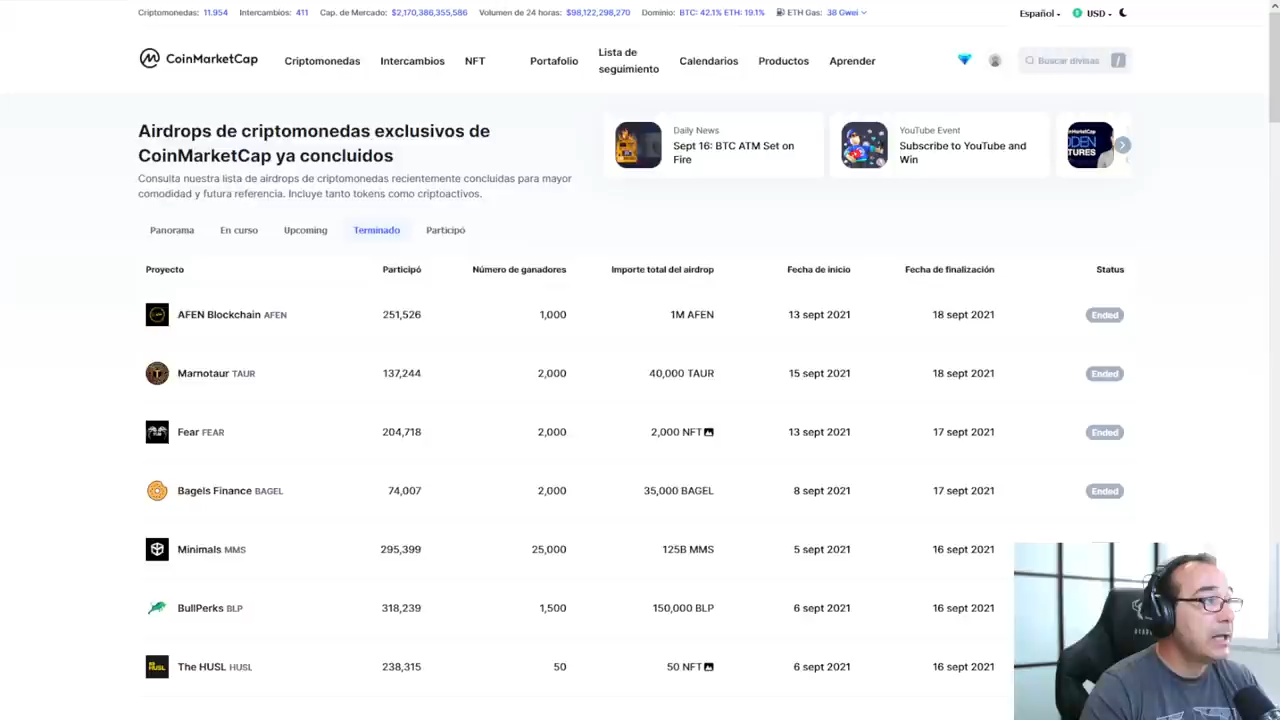 Criptomonedas: 11.954 Intercambios: 411 Cap. de Mercado: $2,170,386,355,586 Volumen de 24 horas: $98,122,298,270 Dominio: BTC: 42.1% ETH: 19.1% ETH Gas: 38 Gwei Español USD
CoinMarketCap Criptomonedas Intercambios NFT Portafolio Lista de seguimiento Calendarios Productos Aprender Buscar divisas /
Airdrops de criptomonedas exclusivos de
CoinMarketCap ya concluidos
Consulta nuestra lista de airdrops de criptomonedas recientemente concluidas para mayor
comodidad y futura referencia. Incluye tanto tokens como criptoactivos.
Daily News
Sept 16: BTC ATM Set on
Fire
YouTube Event
Subscribe to YouTube and
Win
Panorama En curso Upcoming Terminado Participó
Proyecto Participó Número de ganadores Importe total del airdrop Fecha de inicio Fecha de finalización Status
AFEN Blockchain AFEN 251,526 1,000 1M AFEN 13 sept 2021 18 sept 2021 Ended
Marnotaur TAUR 137,244 2,000 40,000 TAUR 15 sept 2021 18 sept 2021 Ended
Fear FEAR 204,718 2,000 2,000 NFT 13 sept 2021 17 sept 2021 Ended
Bagels Finance BAGEL 74,007 2,000 35,000 BAGEL 8 sept 2021 17 sept 2021 Ended
Minimals MMS 295,399 25,000 125B MMS 5 sept 2021 16 sept 2021
BullPerks BLP 318,239 1,500 150,000 BLP 6 sept 2021 16 sept 2021
The HUSL HUSL 238,315 50 50 NFT 6 sept 2021 16 sept 2021